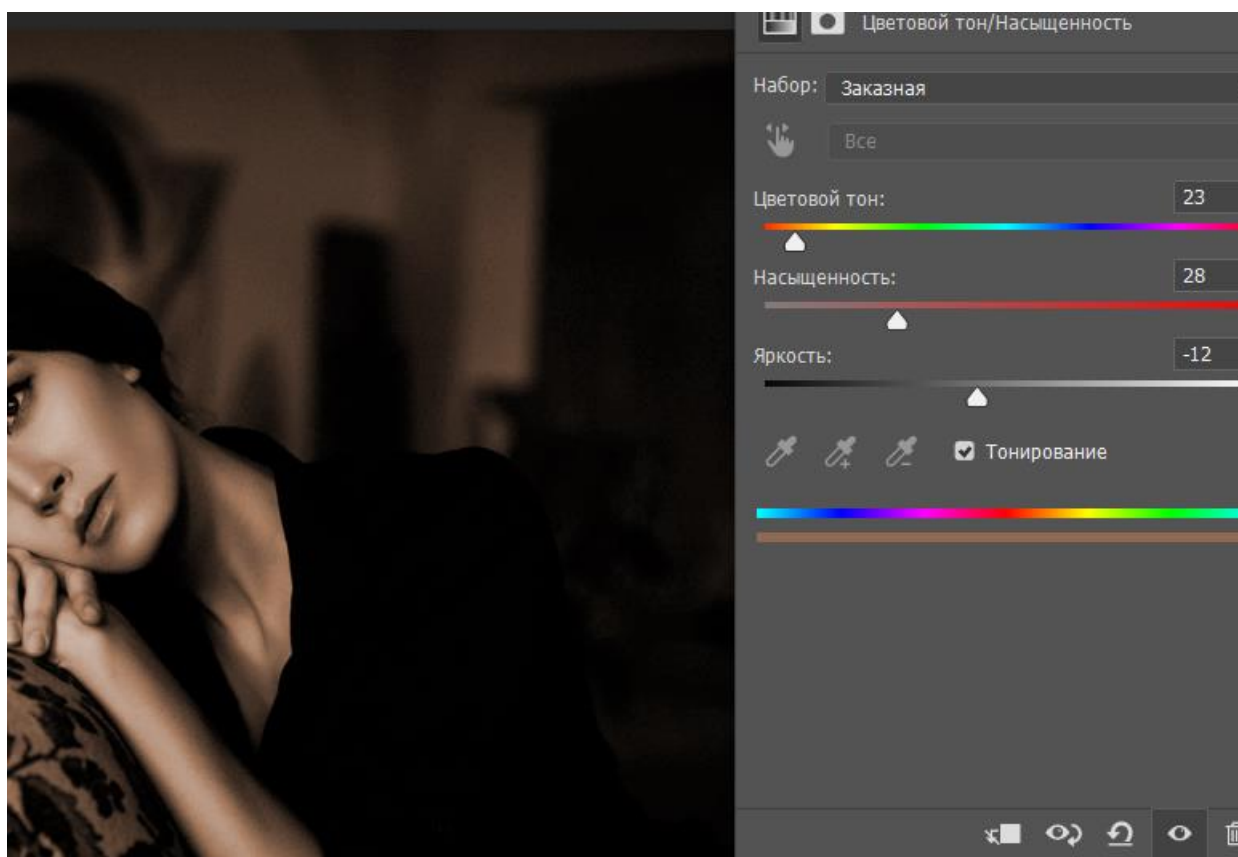 Цветовой тон/Насыщенность
Набор: Заказная
Все
Цветовой тон: 23
Насыщенность: 28
Яркость: -12
Тонирование